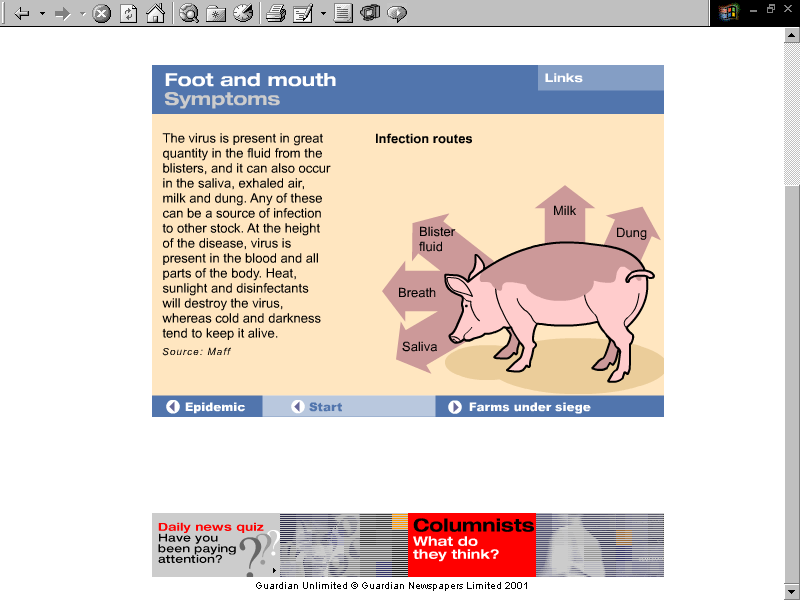 Foot and mouth
Symptoms
Links
The virus is present in great
quantity in the fluid from the
blisters, and it can also occur
in the saliva, exhaled air,
milk and dung. Any of these
can be a source of infection
to other stock. At the height
of the disease, virus is
present in the blood and all
parts of the body. Heat,
sunlight and disinfectants
will destroy the virus,
whereas cold and darkness
tend to keep it alive.
Source: Maff
Infection routes
Milk
Dung
Blister
fluid
Breath
Saliva
Epidemic
Start
Farms under siege
Daily news quiz
Have you
been paying
attention?
Columnists
What do
they think?
Guardian Unlimited © Guardian Newspapers Limited 2001